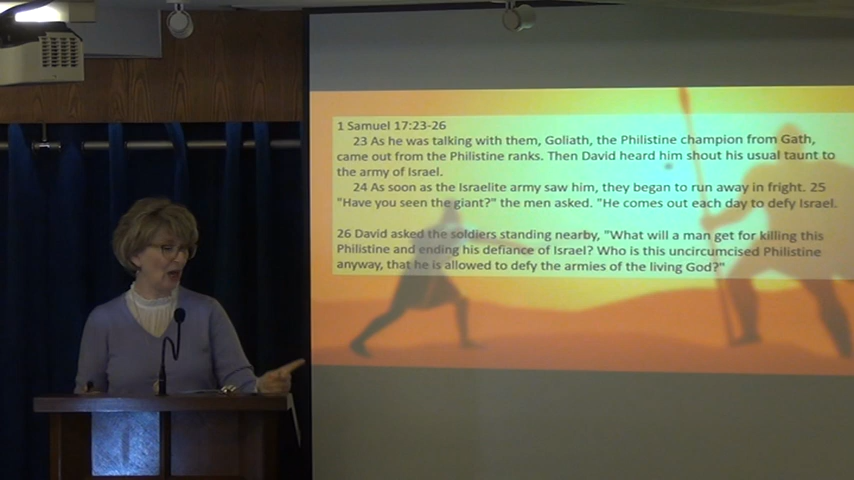 1 Samuel 17:23-26
23 As he was talking with them, Goliath, the Philistine champion from Gath,
came out from the Philistine ranks. Then David heard him shout his usual taunt to
the army of Israel.
24 As soon as the Israelite army saw him, they began to run away in fright. 25
"Have you seen the giant?" the men asked. "He comes out each day to defy Israel.
26 David asked the soldiers standing nearby, "What will a man get for killing this
Philistine and ending his defiance of Israel? Who is this uncircumcised Philistine
anyway, that he is allowed to defy the armies of the living God?"